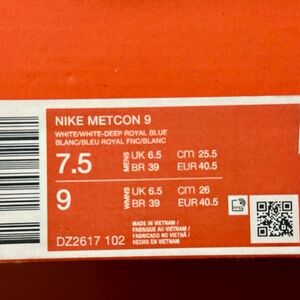 NIKE METCON 9
WHITE/WHITE-DEEP ROYAL BLUE
BLANC/BLEU ROYAL FNC/BLANC
7.5 MENS UK 6.5 CM 25.5
BR 39 EUR 40.5
9 WMNS UK 6.5 CM 26
BR 39 EUR 40.5
MADE IN VIETNAM /
FABRIQUE AU VIETNAM /
FABRICADO NO VIETNÃ /
HECHO EN VIETNAM
DZ2617 102